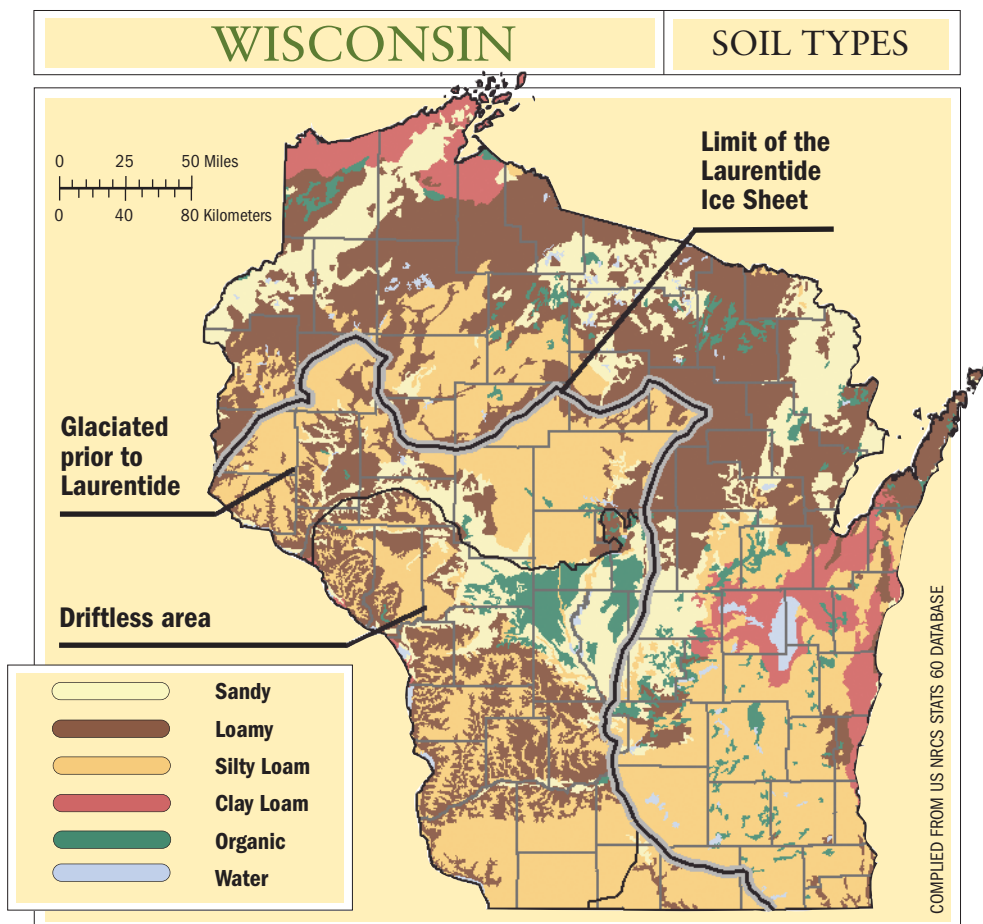 WISCONSIN
SOIL TYPES
Limit of the
Laurentide
Ice Sheet
0 25 50 Miles
0 40 80 Kilometers
Glaciated
prior to
Laurentide
Driftless area
Sandy
Loamy
Silty Loam
Clay Loam
Organic
Water
COMPLIED FROM US NRCS STATS 60 DATABASE